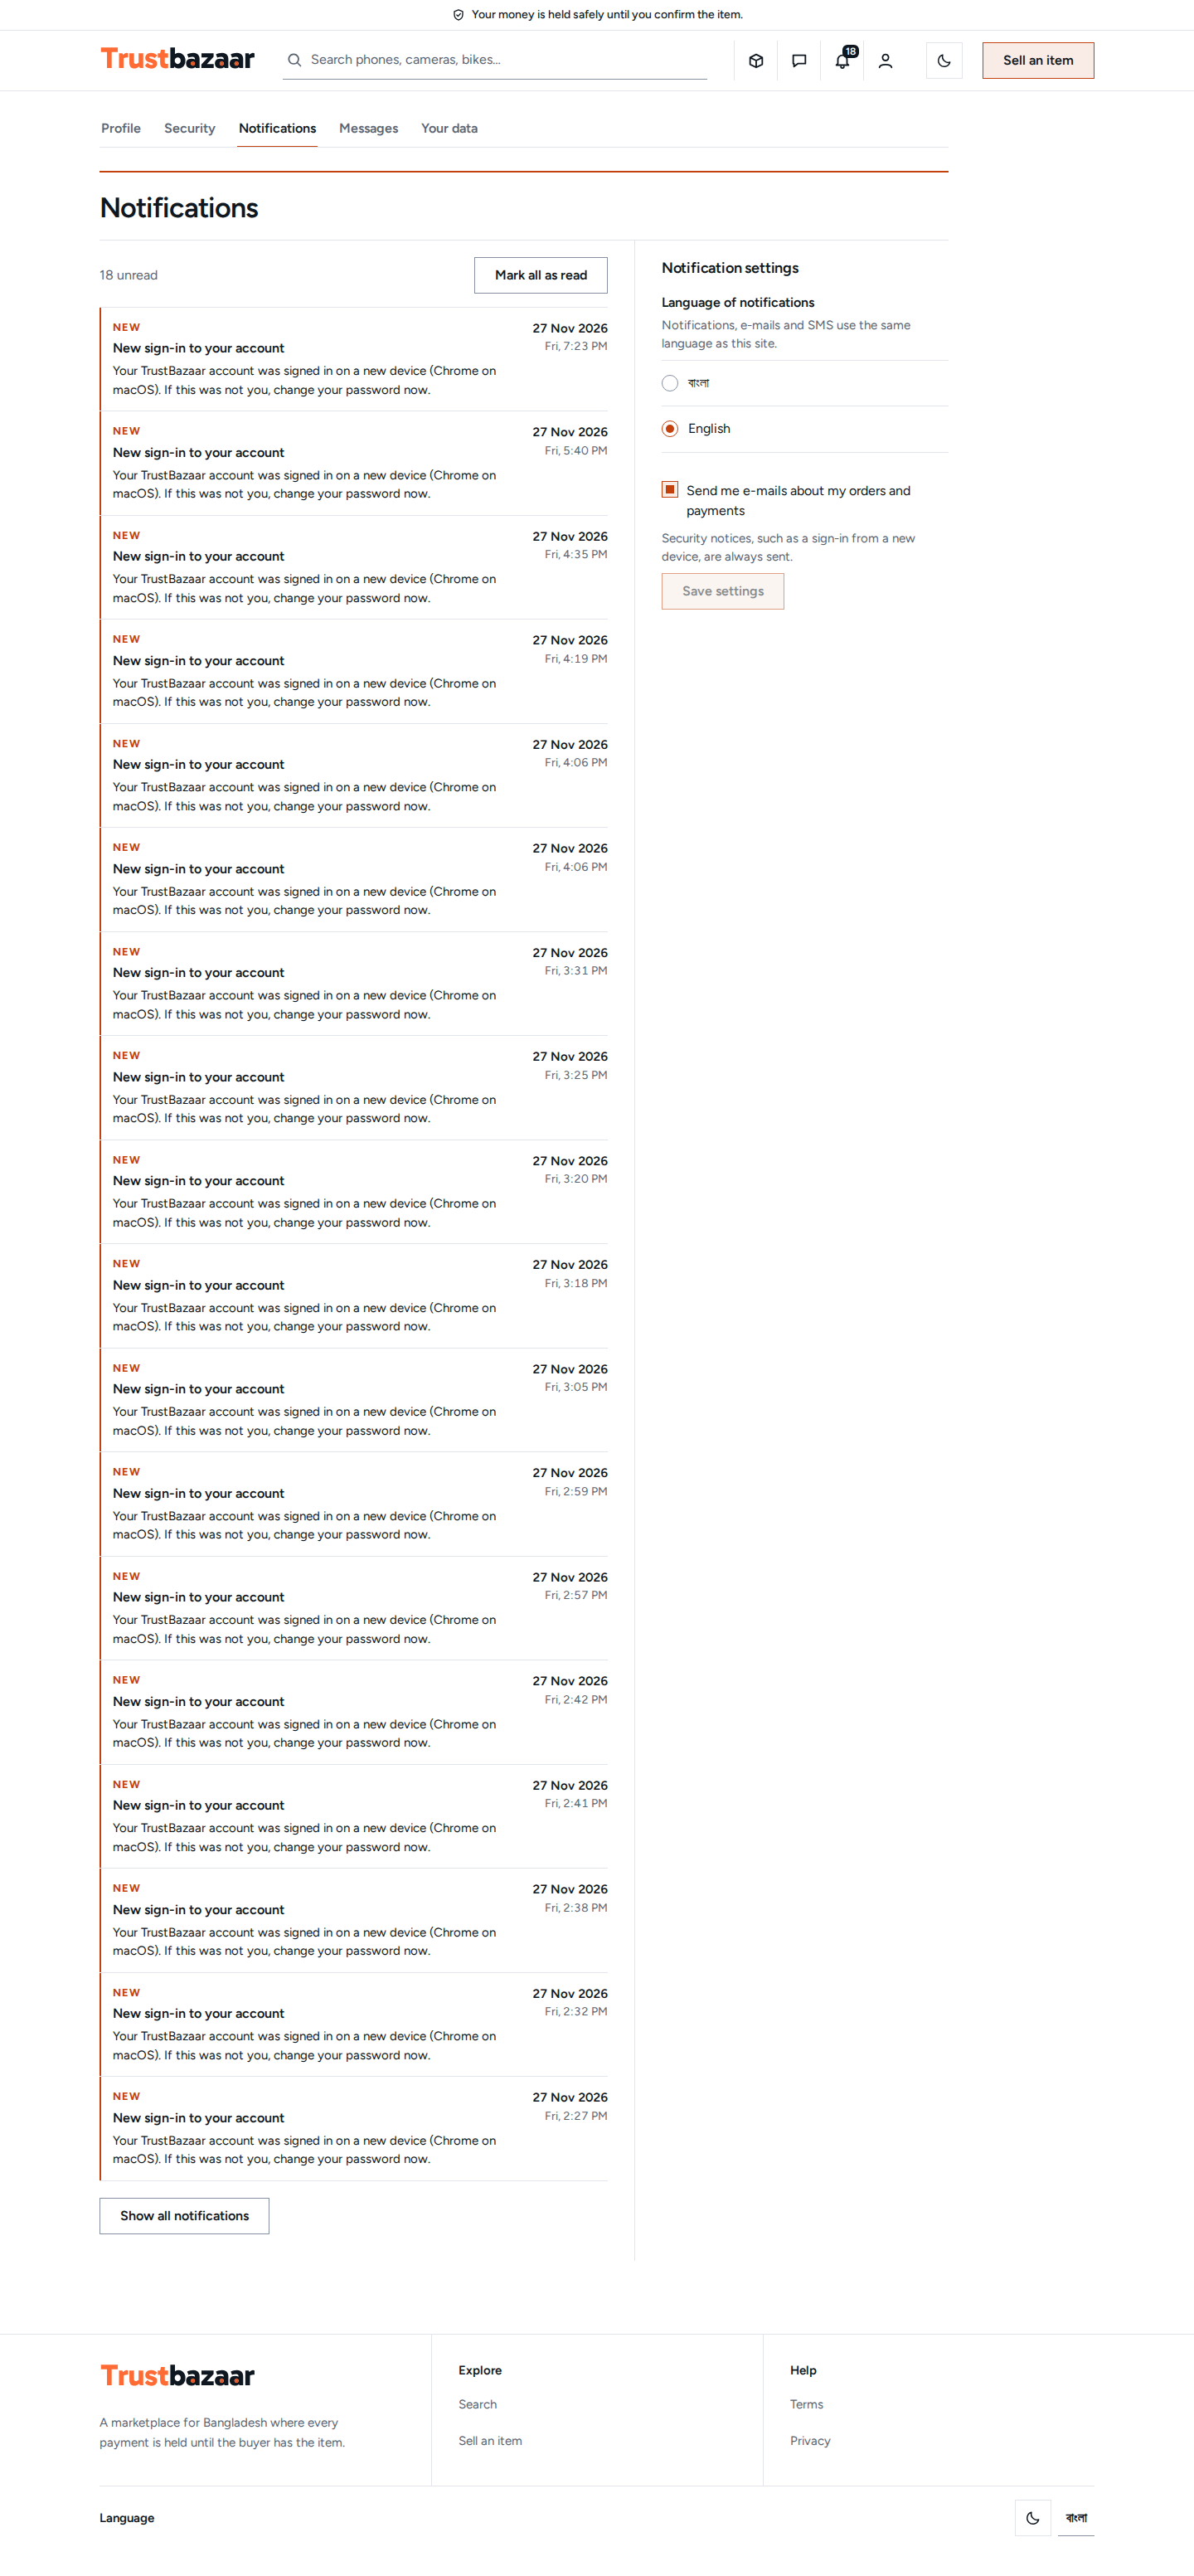 Your money is held safely until you confirm the item.
Trustbazaar
Search phones, cameras, bikes...
18
Sell an item
Profile
Security
Notifications
Messages
Your data
Notifications
18 unread
Mark all as read
NEW
27 Nov 2026
New sign-in to your account
Fri, 7:23 PM
Your TrustBazaar account was signed in on a new device (Chrome on
macOS). If this was not you, change your password now.
NEW
27 Nov 2026
New sign-in to your account
Fri, 5:40 PM
Your TrustBazaar account was signed in on a new device (Chrome on
macOS). If this was not you, change your password now.
NEW
27 Nov 2026
New sign-in to your account
Fri, 4:35 PM
Your TrustBazaar account was signed in on a new device (Chrome on
macOS). If this was not you, change your password now.
NEW
27 Nov 2026
New sign-in to your account
Fri, 4:19 PM
Your TrustBazaar account was signed in on a new device (Chrome on
macOS). If this was not you, change your password now.
NEW
27 Nov 2026
New sign-in to your account
Fri, 4:06 PM
Your TrustBazaar account was signed in on a new device (Chrome on
macOS). If this was not you, change your password now.
NEW
27 Nov 2026
New sign-in to your account
Fri, 4:06 PM
Your TrustBazaar account was signed in on a new device (Chrome on
macOS). If this was not you, change your password now.
NEW
27 Nov 2026
New sign-in to your account
Fri, 3:31 PM
Your TrustBazaar account was signed in on a new device (Chrome on
macOS). If this was not you, change your password now.
NEW
27 Nov 2026
New sign-in to your account
Fri, 3:25 PM
Your TrustBazaar account was signed in on a new device (Chrome on
macOS). If this was not you, change your password now.
NEW
27 Nov 2026
New sign-in to your account
Fri, 3:20 PM
Your TrustBazaar account was signed in on a new device (Chrome on
macOS). If this was not you, change your password now.
NEW
27 Nov 2026
New sign-in to your account
Fri, 3:18 PM
Your TrustBazaar account was signed in on a new device (Chrome on
macOS). If this was not you, change your password now.
NEW
27 Nov 2026
New sign-in to your account
Fri, 3:05 PM
Your TrustBazaar account was signed in on a new device (Chrome on
macOS). If this was not you, change your password now.
NEW
27 Nov 2026
New sign-in to your account
Fri, 2:59 PM
Your TrustBazaar account was signed in on a new device (Chrome on
macOS). If this was not you, change your password now.
NEW
27 Nov 2026
New sign-in to your account
Fri, 2:57 PM
Your TrustBazaar account was signed in on a new device (Chrome on
macOS). If this was not you, change your password now.
NEW
27 Nov 2026
New sign-in to your account
Fri, 2:42 PM
Your TrustBazaar account was signed in on a new device (Chrome on
macOS). If this was not you, change your password now.
NEW
27 Nov 2026
New sign-in to your account
Fri, 2:41 PM
Your TrustBazaar account was signed in on a new device (Chrome on
macOS). If this was not you, change your password now.
NEW
27 Nov 2026
New sign-in to your account
Fri, 2:38 PM
Your TrustBazaar account was signed in on a new device (Chrome on
macOS). If this was not you, change your password now.
NEW
27 Nov 2026
New sign-in to your account
Fri, 2:32 PM
Your TrustBazaar account was signed in on a new device (Chrome on
macOS). If this was not you, change your password now.
NEW
27 Nov 2026
New sign-in to your account
Fri, 2:27 PM
Your TrustBazaar account was signed in on a new device (Chrome on
macOS). If this was not you, change your password now.
Show all notifications
Notification settings
Language of notifications
Notifications, e-mails and SMS use the same
language as this site.
বাংলা
English
Send me e-mails about my orders and
payments
Security notices, such as a sign-in from a new
device, are always sent.
Save settings
Trustbazaar
A marketplace for Bangladesh where every
payment is held until the buyer has the item.
Explore
Search
Sell an item
Help
Terms
Privacy
Language
বাংলা